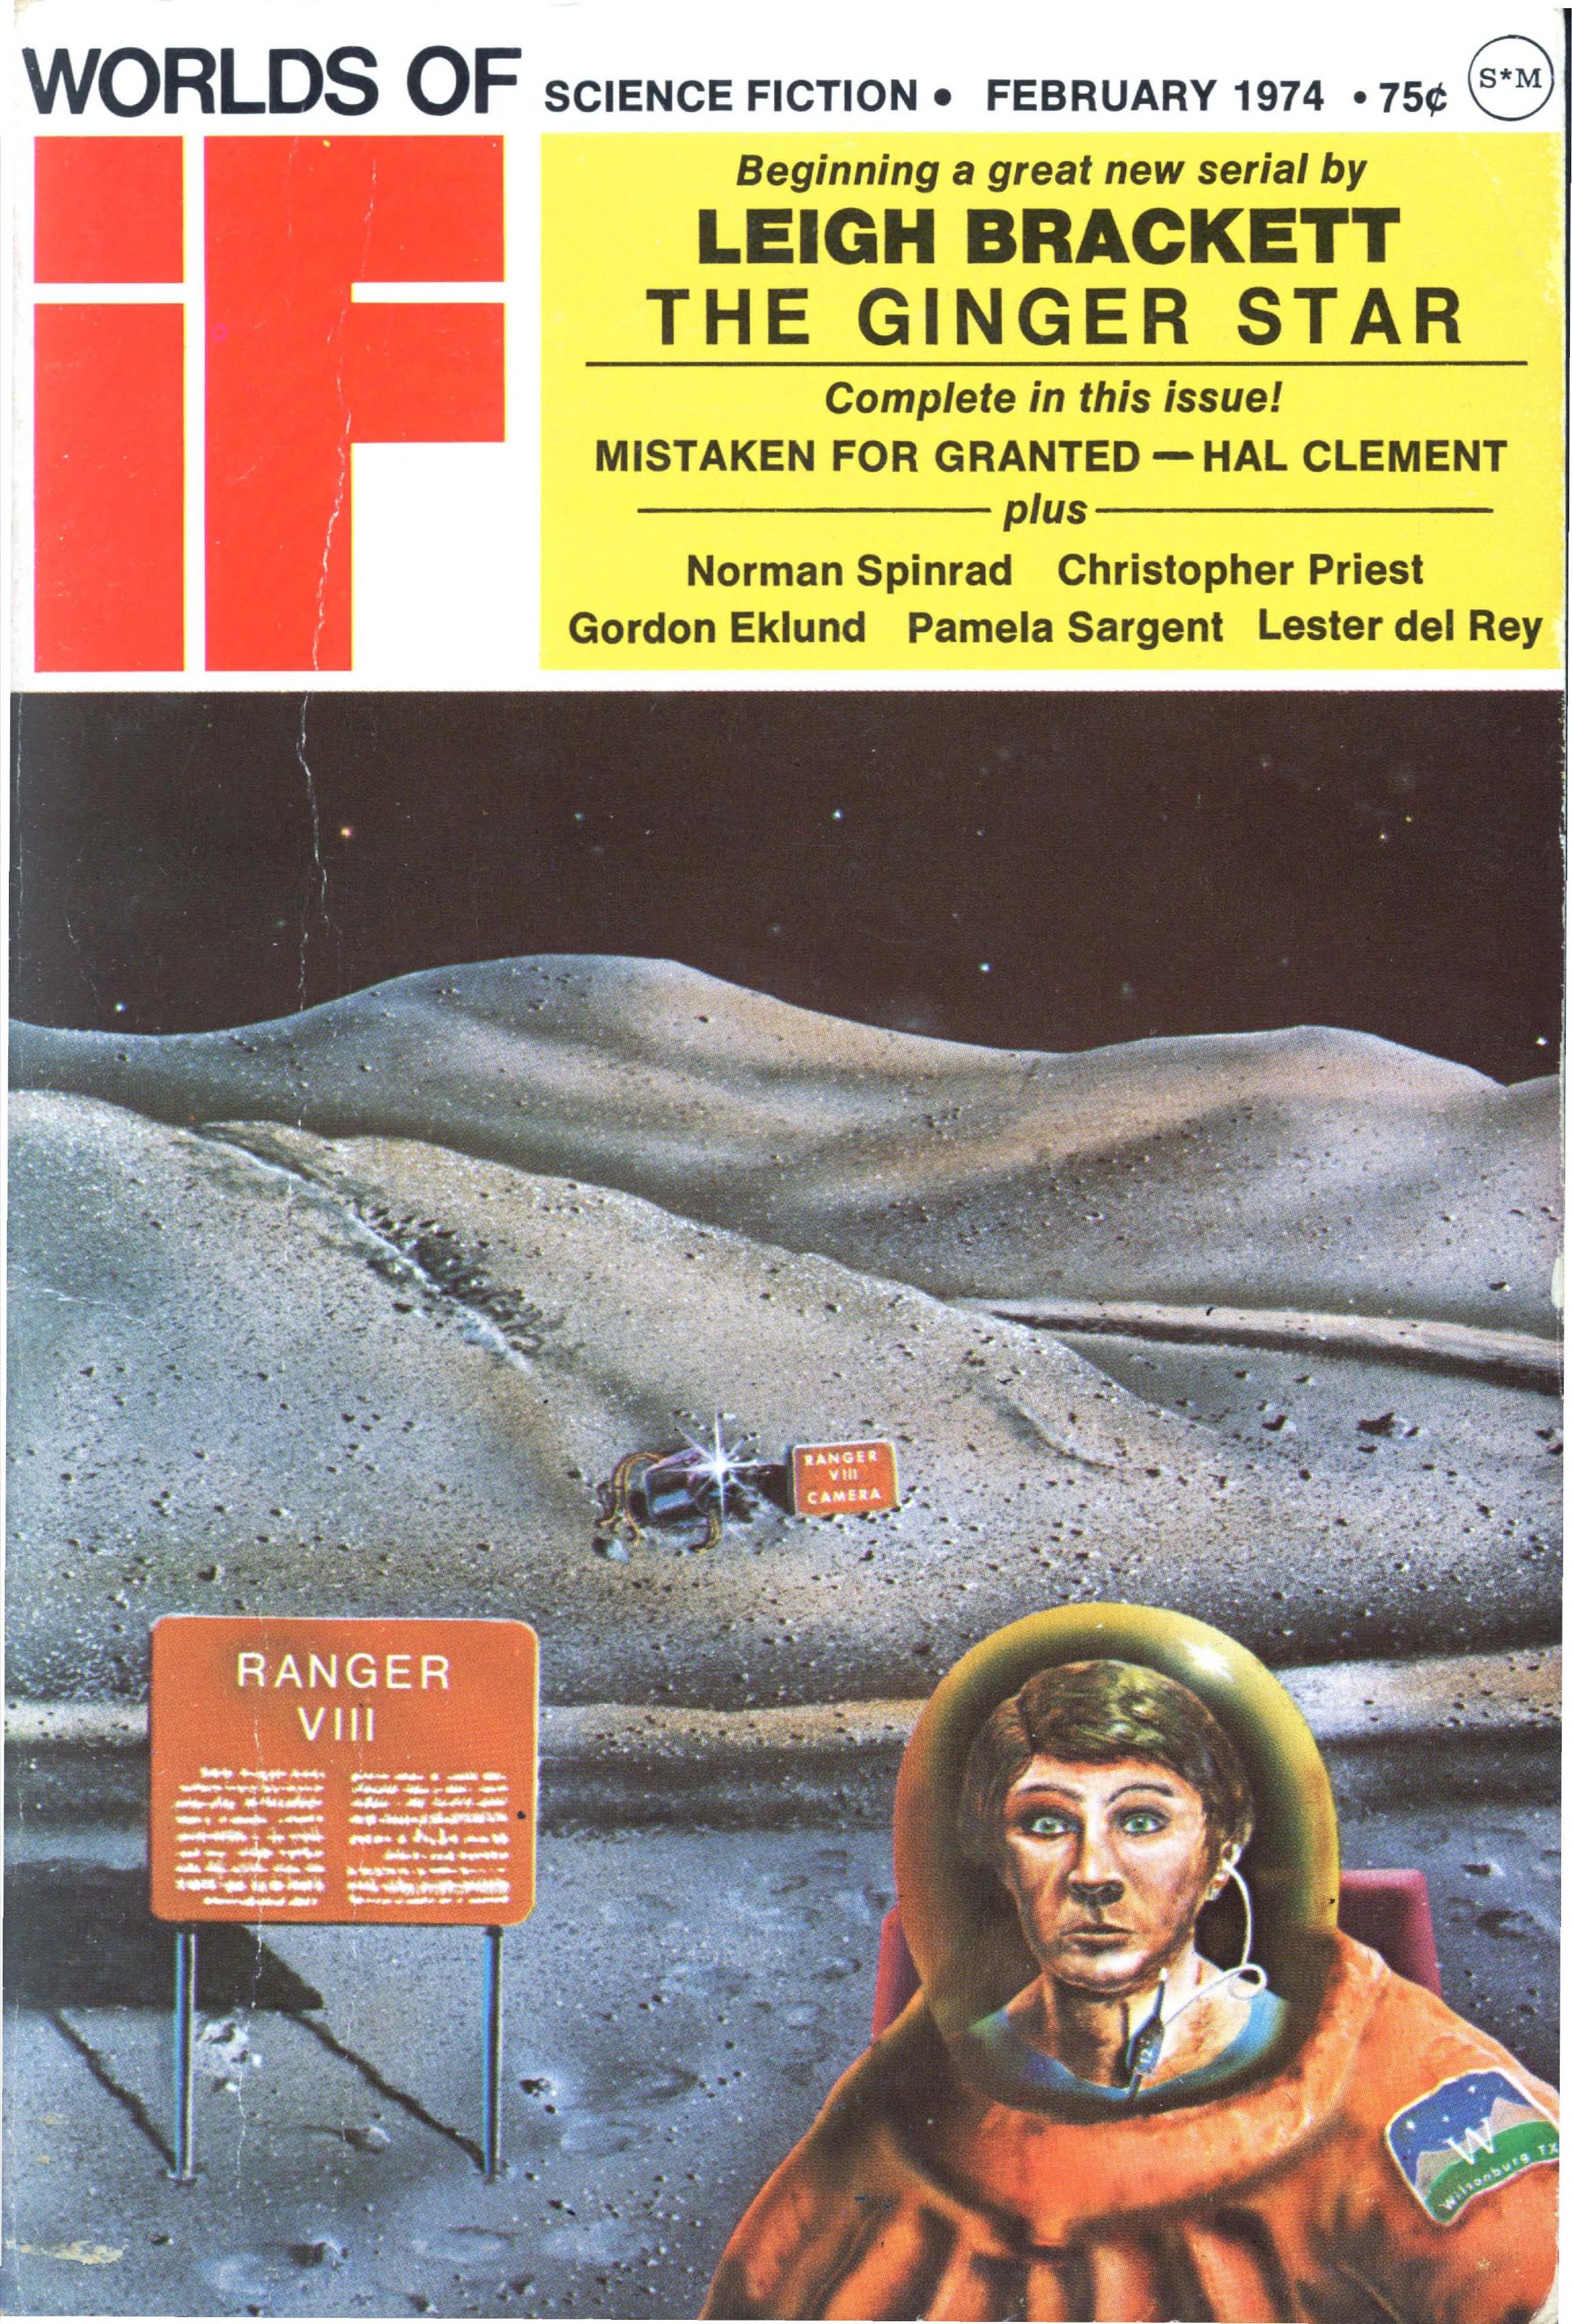 WORLDS OF SCIENCE FICTION • FEBRUARY 1974 • 75¢ S*M
iF
Beginning a great new serial by
LEIGH BRACKETT
THE GINGER STAR
Complete in this issue!
MISTAKEN FOR GRANTED — HAL CLEMENT
plus
Norman Spinrad Christopher Priest
Gordon Eklund Pamela Sargent Lester del Rey
RANGER
VIII
CAMERA
RANGER
VIII
W
Wilsonburg TX